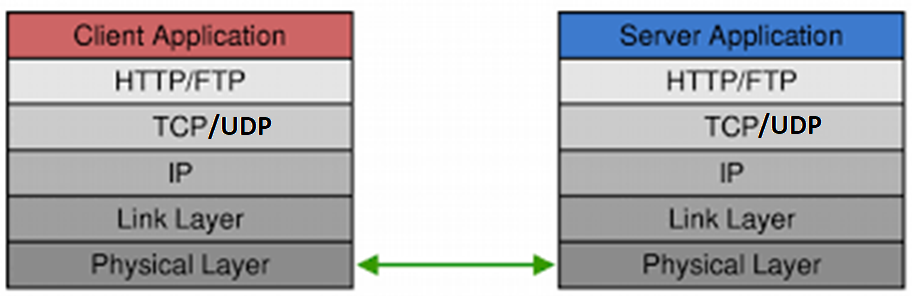 Client Application
HTTP/FTP
TCP/UDP
IP
Link Layer
Physical Layer
Server Application
HTTP/FTP
TCP/UDP
IP
Link Layer
Physical Layer